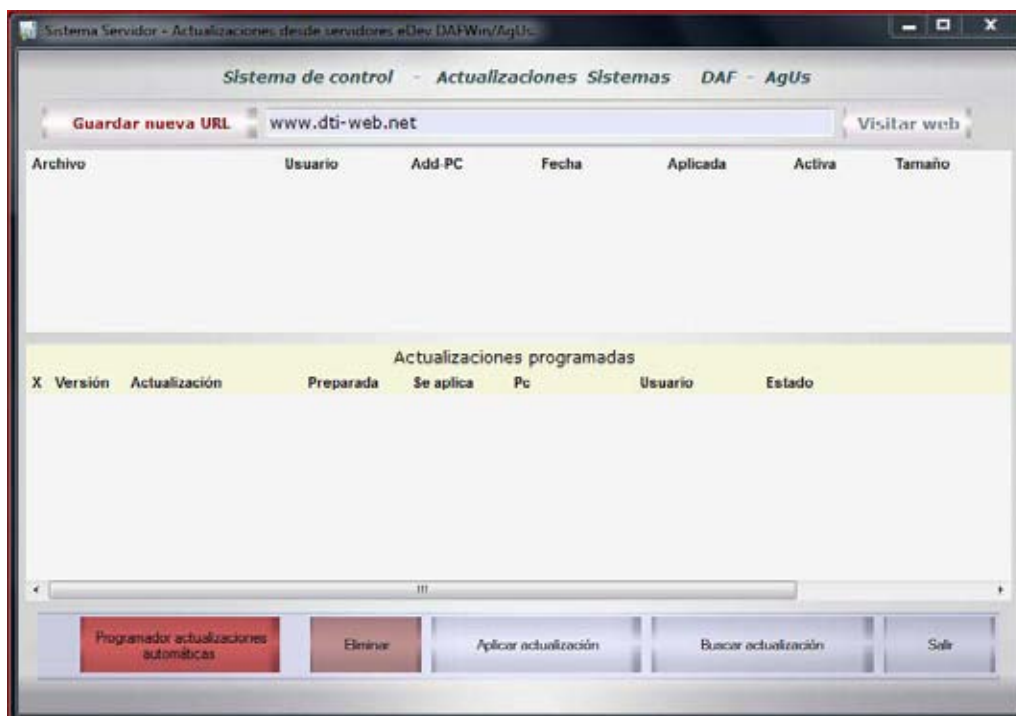 Sistema Servidor - Actualizaciones desde servidores eDev DAFWin/AgUs.
Sistema de control - Actualizaciones Sistemas DAF - AgUs
Guardar nueva URL www.dti-web.net Visitar web
Archivo Usuario Add-PC Fecha Aplicada Activa Tamaño
Actualizaciones programadas
X Versión Actualización Preparada Se aplica Pc Usuario Estado
Programador actualizaciones
automáticas
Eliminar Aplicar actualización Buscar actualización Salir